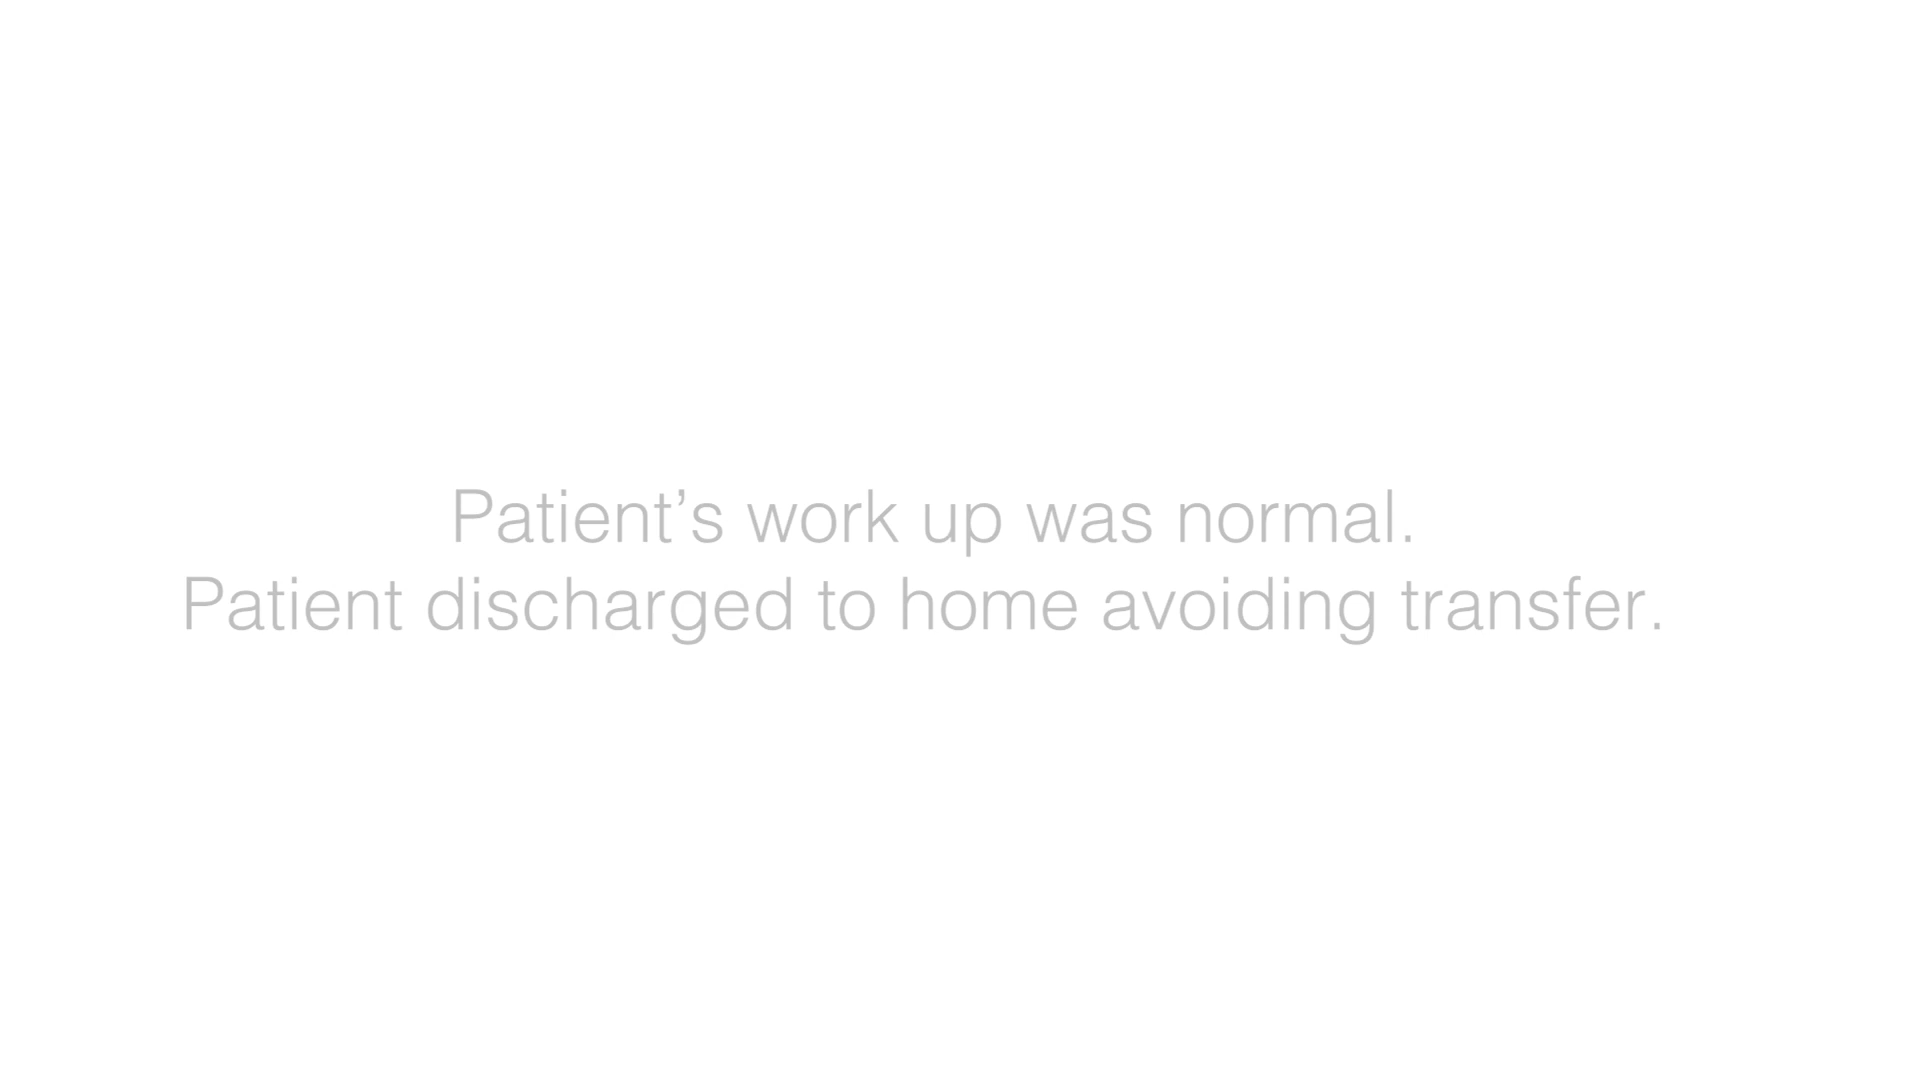 Patient’s work up was normal.
Patient discharged to home avoiding transfer.